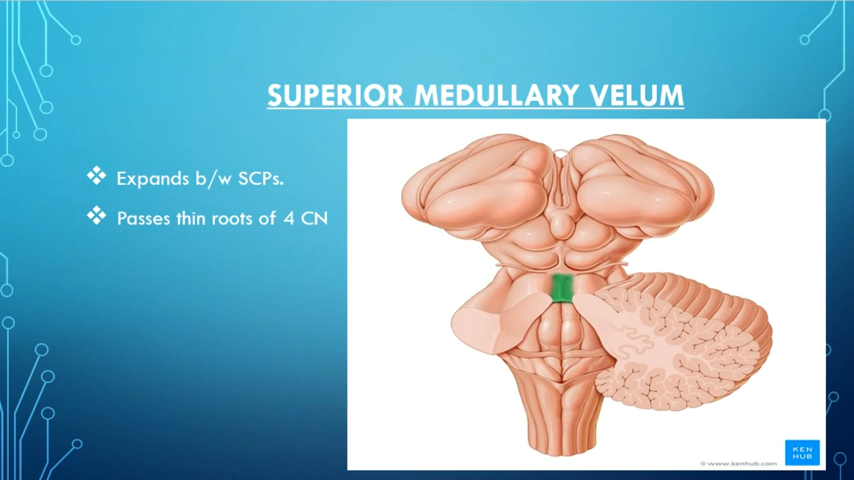 SUPERIOR MEDULLARY VELUM
❖ Expands b/w SCPs.
❖ Passes thin roots of 4 CN
© www.kenhub.com
KEN
HUB